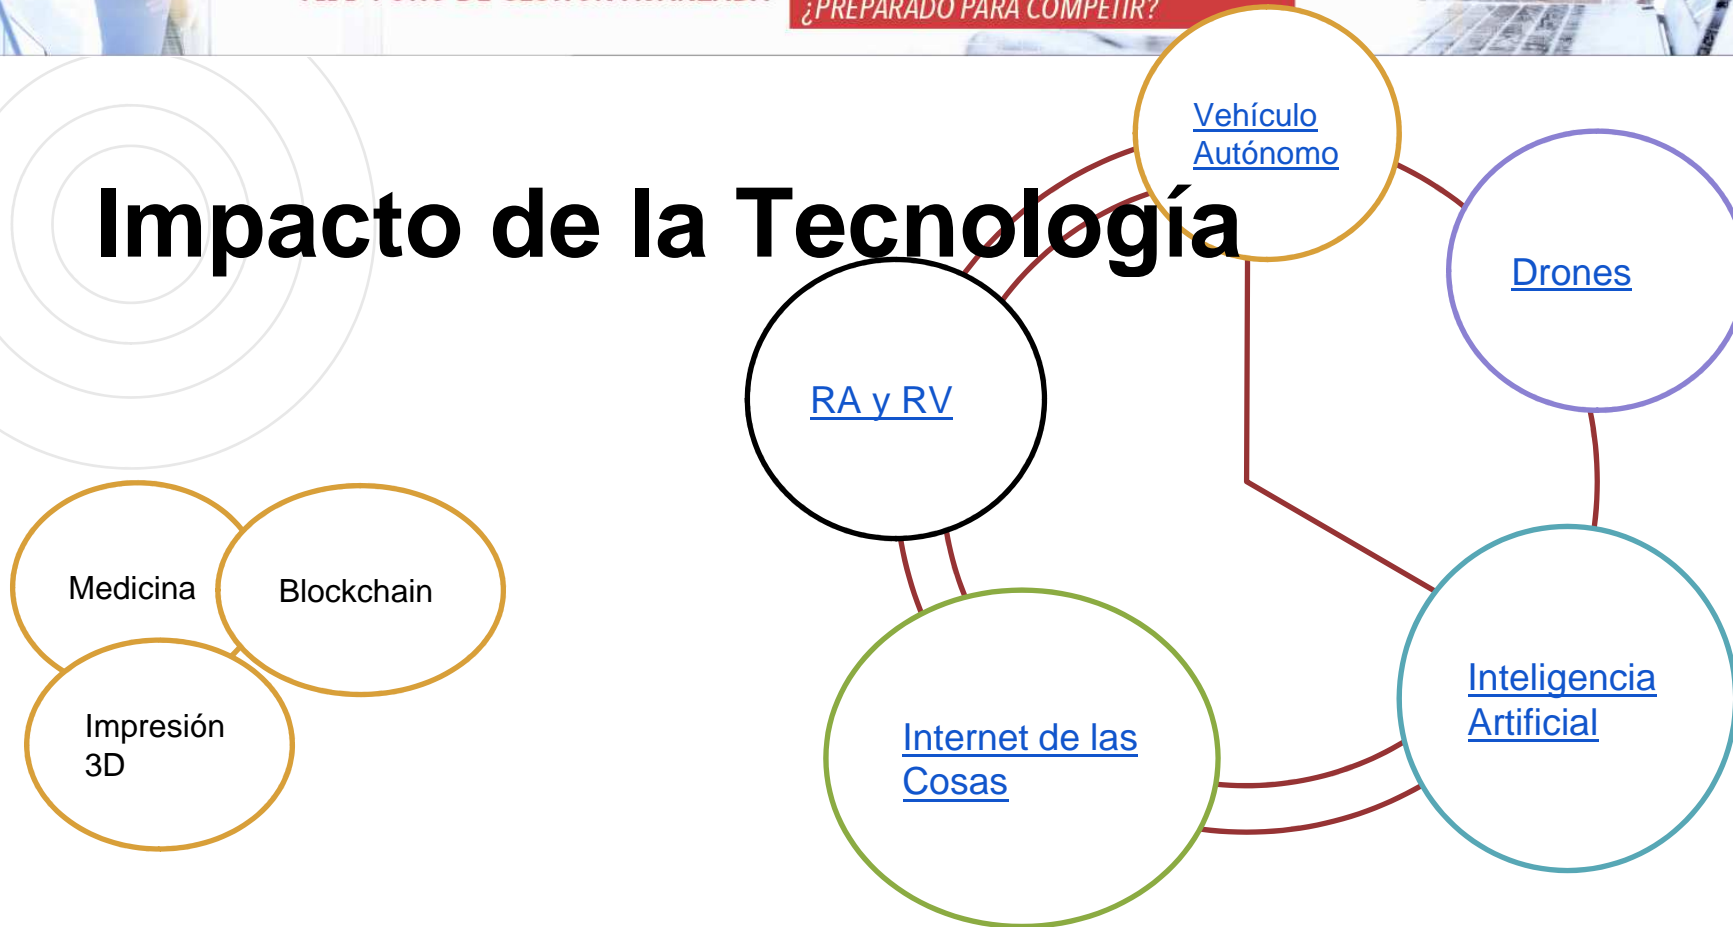 ¿PREPARADO PARA COMPETIR?
Impacto de la Tecnología
Vehículo
Autónomo
Drones
RA y RV
Medicina
Blockchain
Impresión
3D
Internet de las
Cosas
Inteligencia
Artificial